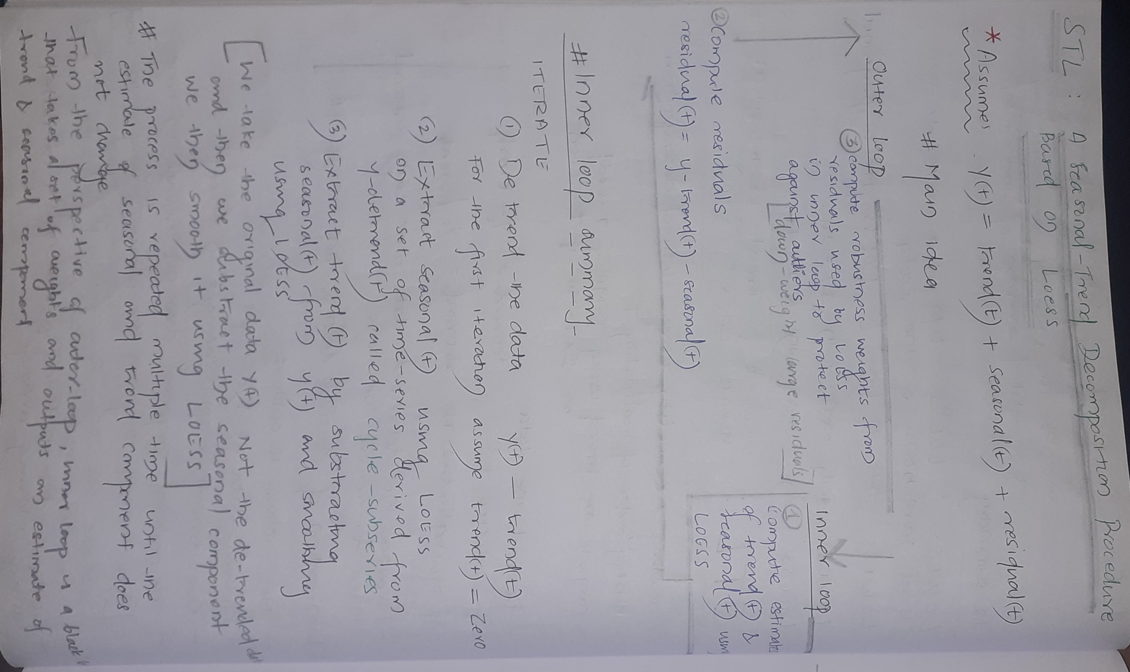 STL : A Seasonal-Trend Decomposition Procedure
Based on Loess
* Assume: Y(t) = trend(t) + seasonal(t) + residual(t)
# Main idea
Outer loop
③ compute robustness weights from
residuals used by LOESS
in inner loop to protect
against outliers
[down-weight large residuals]
Inner loop
①
compute estimate
of trend(t) &
seasonal(t) usin
LOESS
② compute residuals
residual(t) = y - trend(t) - seasonal(t)
# Inner loop summary -
ITERATE
① De trend the data y(t) - trend(t)
For the first iteration assume trend(t) = zero
② Extract seasonal(t) using LOESS
on a set of time-series derived from
y-detrend(t) called cycle-subseries
③ Extract trend(t) by substracting
seasonal(t) from y(t) and smoothing
using LOESS
[We take the original data y(t) Not the de-trended
and then we substract the seasonal component
we then smooth it using LOESS]
# The process is repeated multiple time until the
estimate of seasonal and trend component does
not change
From the perspective of outer-loop, inner loop is a black
that takes a set of weights and outputs an estimate of
trend & seasonal component